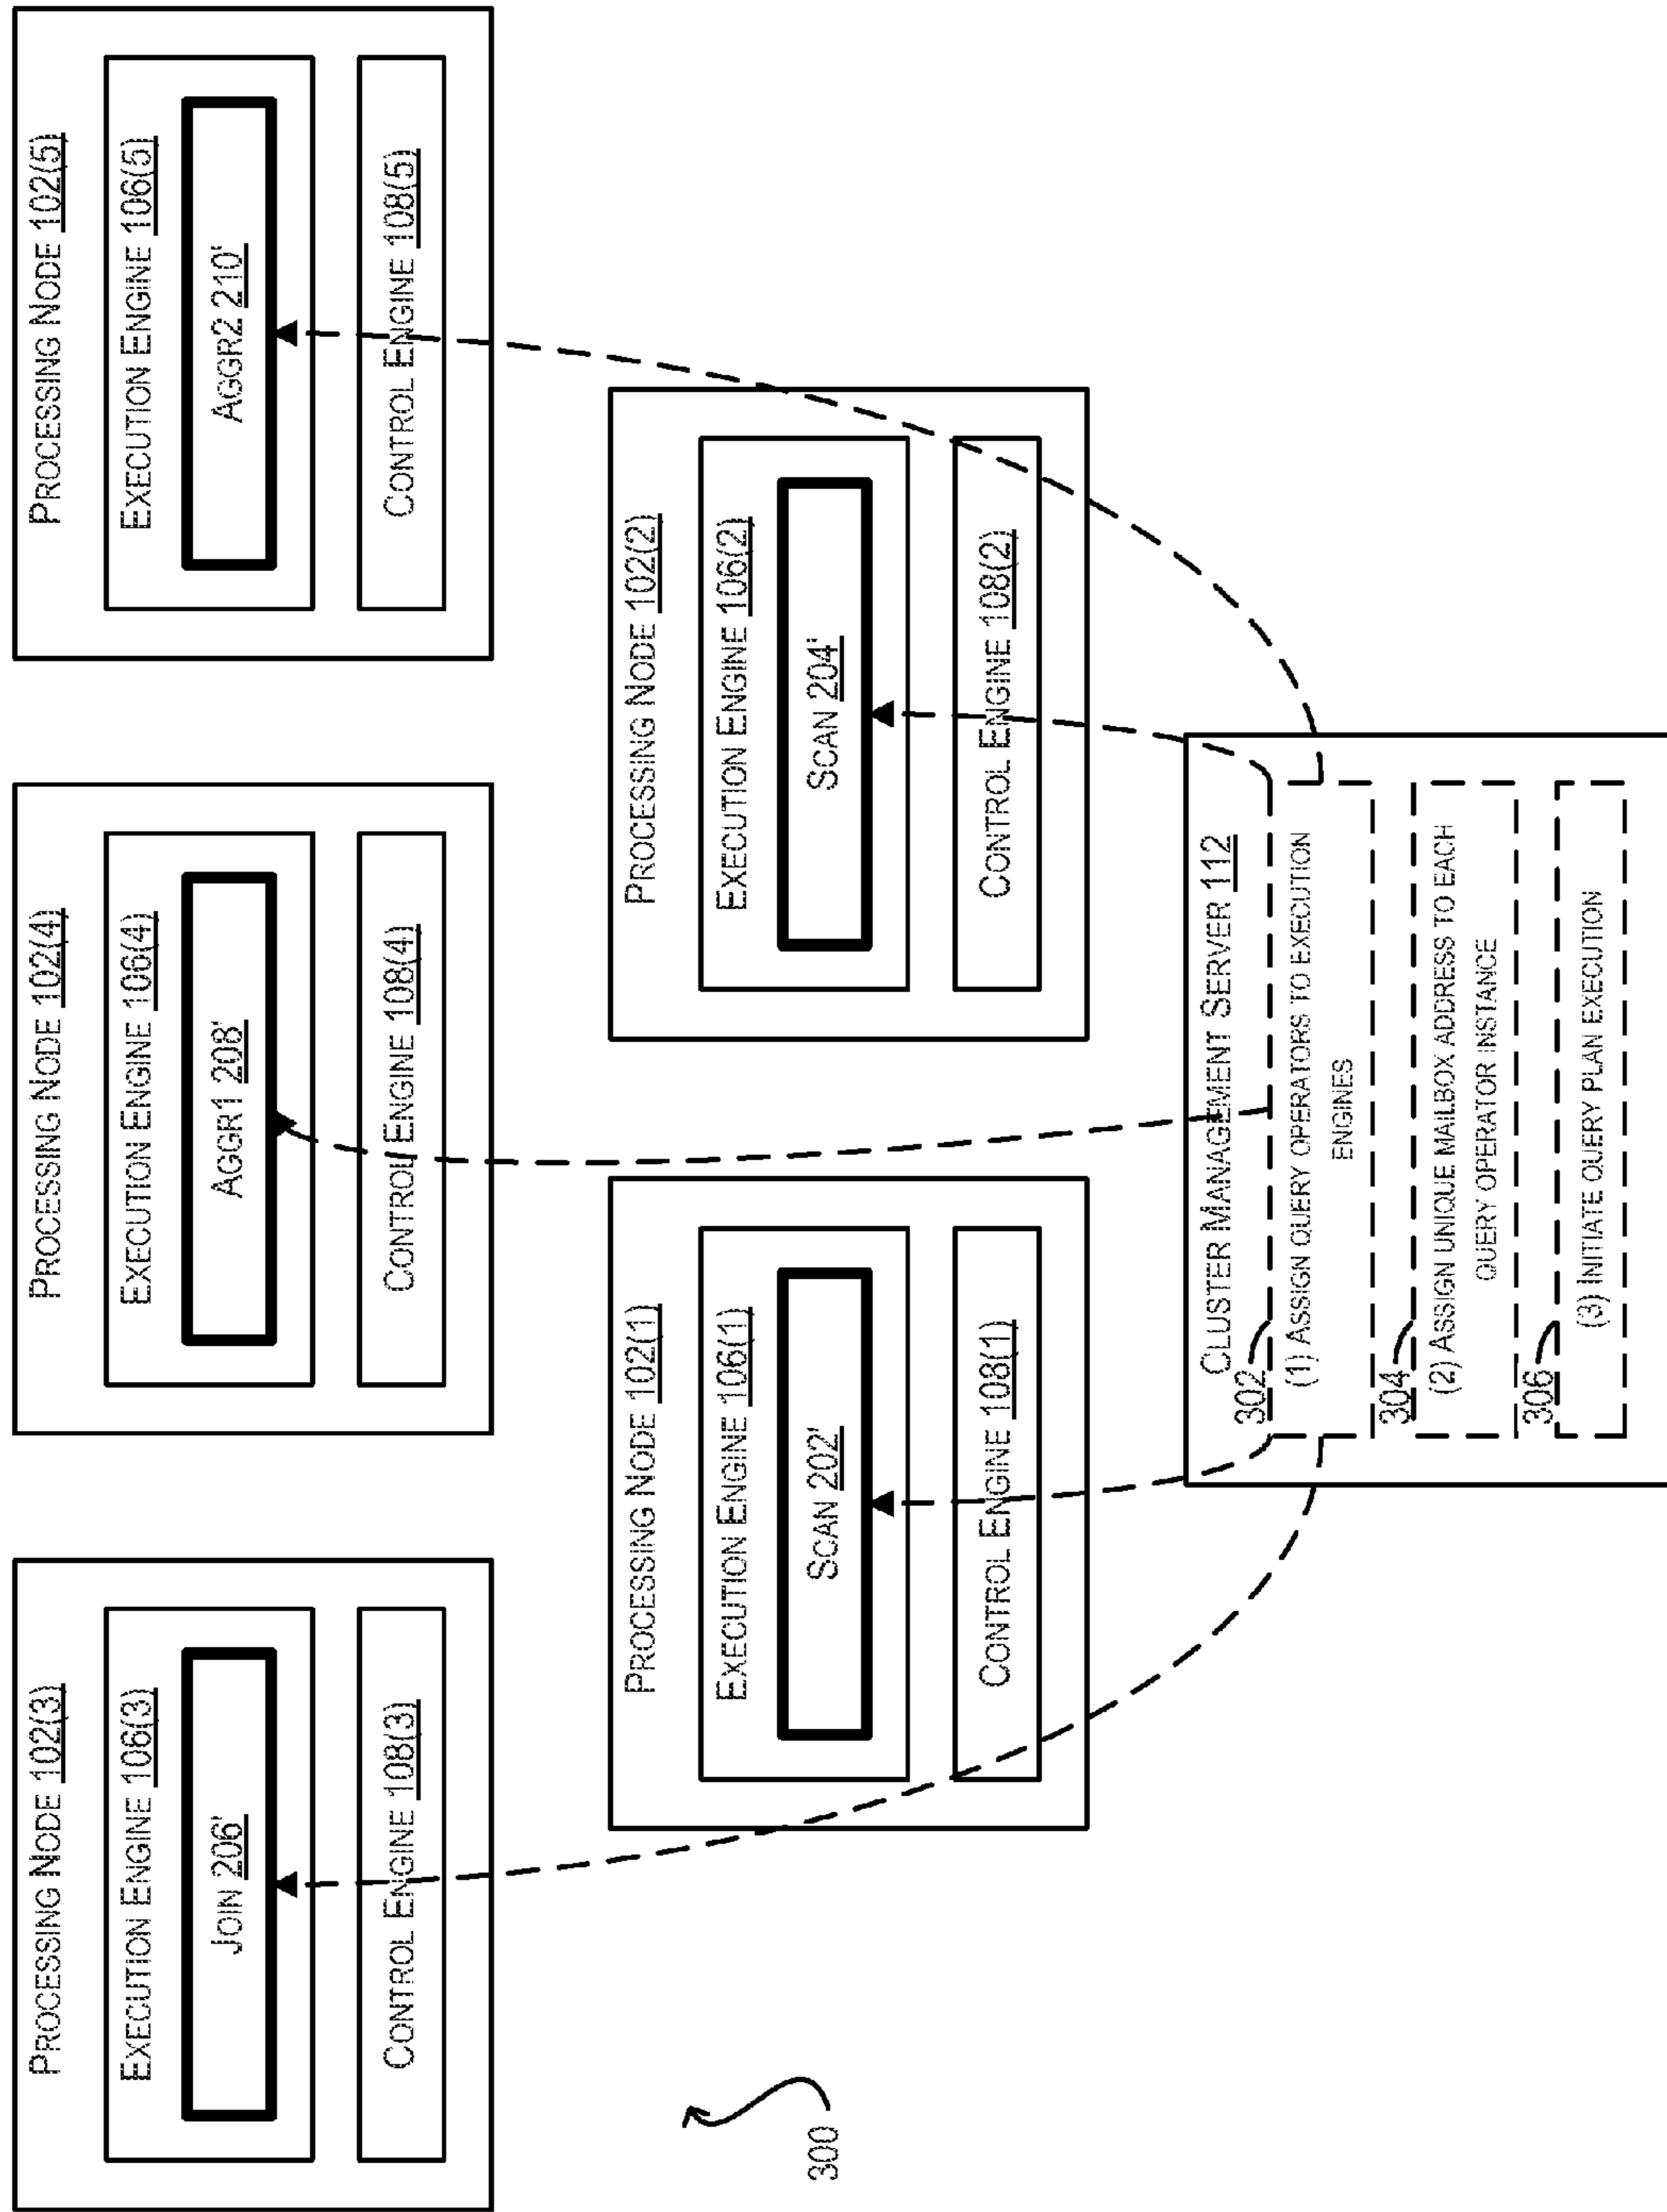 PROCESSING NODE 102(3)
EXECUTION ENGINE 106(3)
JOIN 206'
CONTROL ENGINE 108(3)
PROCESSING NODE 102(4)
EXECUTION ENGINE 106(4)
AGGR1 208'
CONTROL ENGINE 108(4)
PROCESSING NODE 102(5)
EXECUTION ENGINE 106(5)
AGGR2 210'
CONTROL ENGINE 108(5)
PROCESSING NODE 102(1)
EXECUTION ENGINE 106(1)
SCAN 202'
CONTROL ENGINE 108(1)
PROCESSING NODE 102(2)
EXECUTION ENGINE 106(2)
SCAN 204'
CONTROL ENGINE 108(2)
300
CLUSTER MANAGEMENT SERVER 112
302
(1) ASSIGN QUERY OPERATORS TO EXECUTION
ENGINES
304
(2) ASSIGN UNIQUE MAILBOX ADDRESS TO EACH
QUERY OPERATOR INSTANCE
306
(3) INITIATE QUERY PLAN EXECUTION